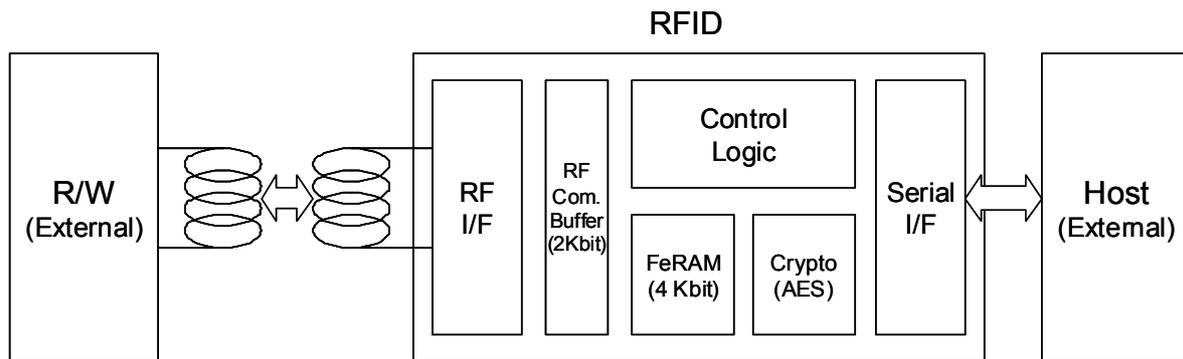 RFID
R/W
(External)
RF
I/F
RF
Com.
Buffer
(2Kbit)
Control
Logic
FeRAM
(4 Kbit)
Crypto
(AES)
Serial
I/F
Host
(External)